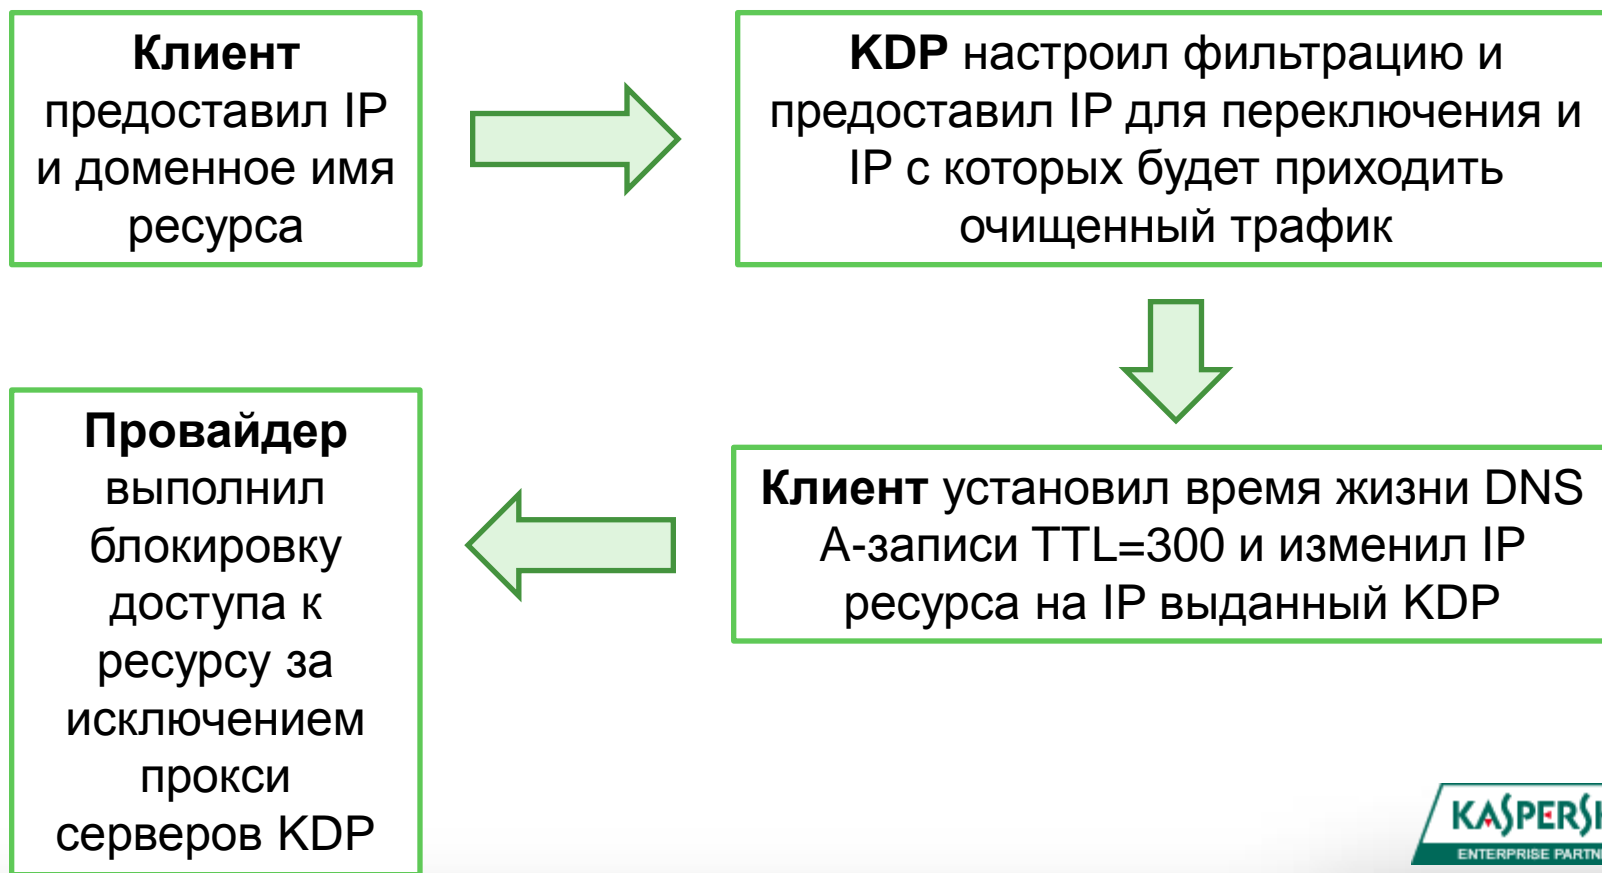 Клиент
предоставил IP
и доменное имя
ресурса
KDP настроил фильтрацию и
предоставил IP для переключения и
IP с которых будет приходить
очищенный трафик
Клиент установил время жизни DNS
А-записи TTL=300 и изменил IP
ресурса на IP выданный KDP
Провайдер
выполнил
блокировку
доступа к
ресурсу за
исключением
прокси
серверов KDP
KASPERSK
ENTERPRISE PARTN